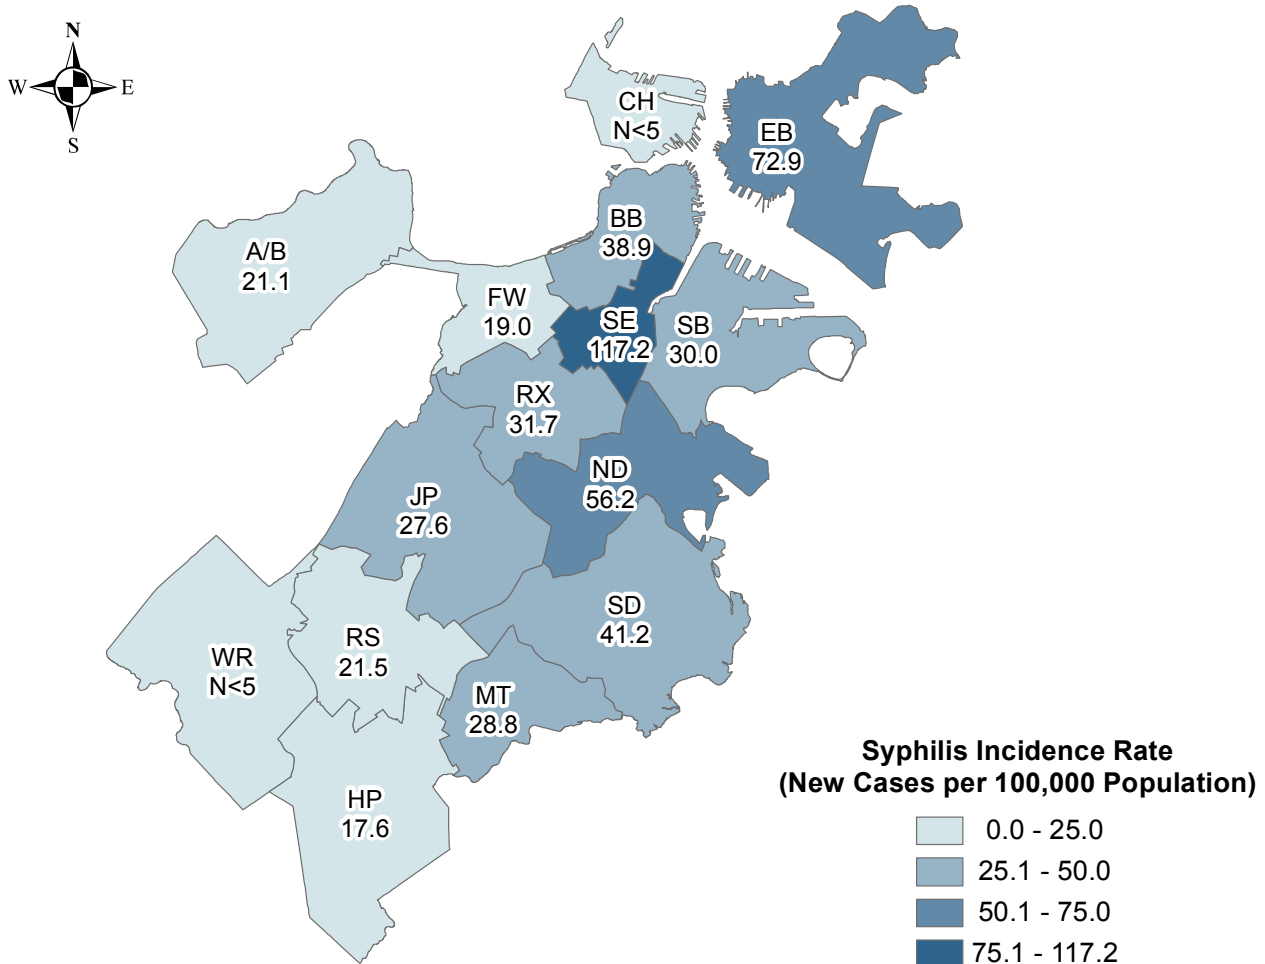 N
W
E
S
CH
N<5
EB
72.9
BB
38.9
A/B
21.1
FW
19.0
SE
117.2
SB
30.0
RX
31.7
ND
56.2
JP
27.6
SD
41.2
RS
21.5
WR
N<5
MT
28.8
HP
17.6
Syphilis Incidence Rate
(New Cases per 100,000 Population)
0.0 - 25.0
25.1 - 50.0
50.1 - 75.0
75.1 - 117.2